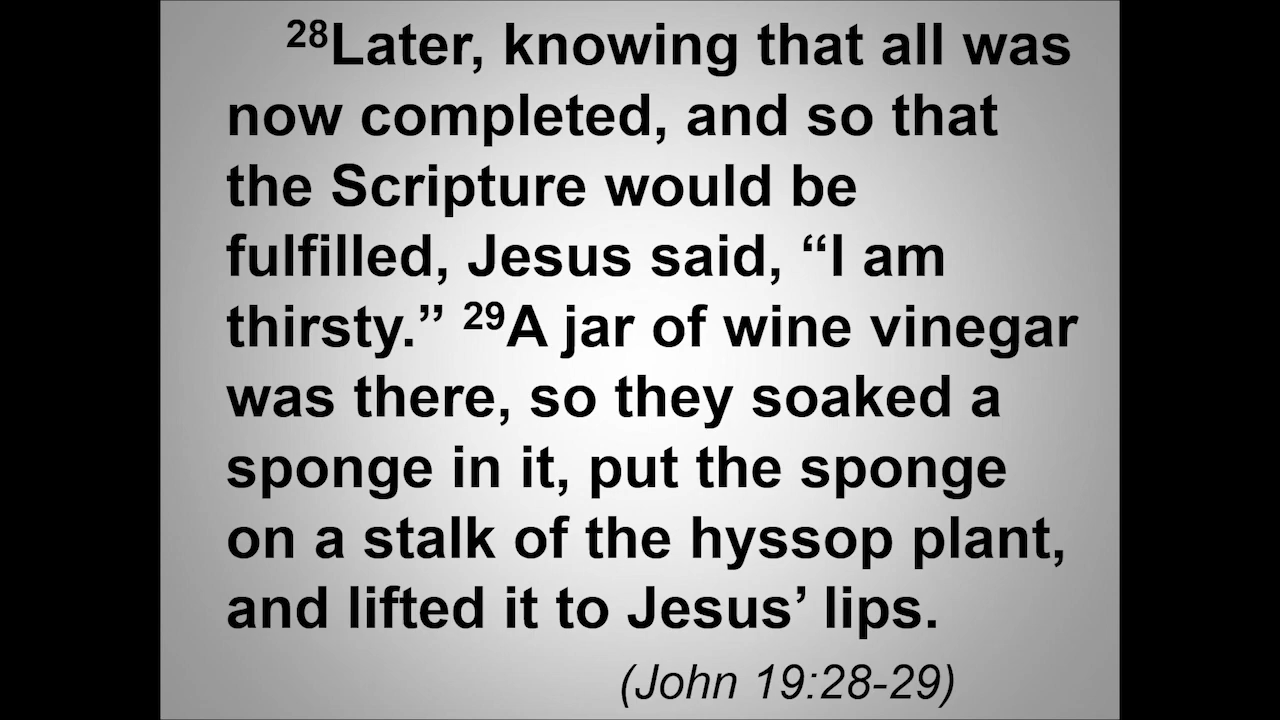 28Later, knowing that all was
now completed, and so that
the Scripture would be
fulfilled, Jesus said, “I am
thirsty.” 29A jar of wine vinegar
was there, so they soaked a
sponge in it, put the sponge
on a stalk of the hyssop plant,
and lifted it to Jesus’ lips.
(John 19:28-29)